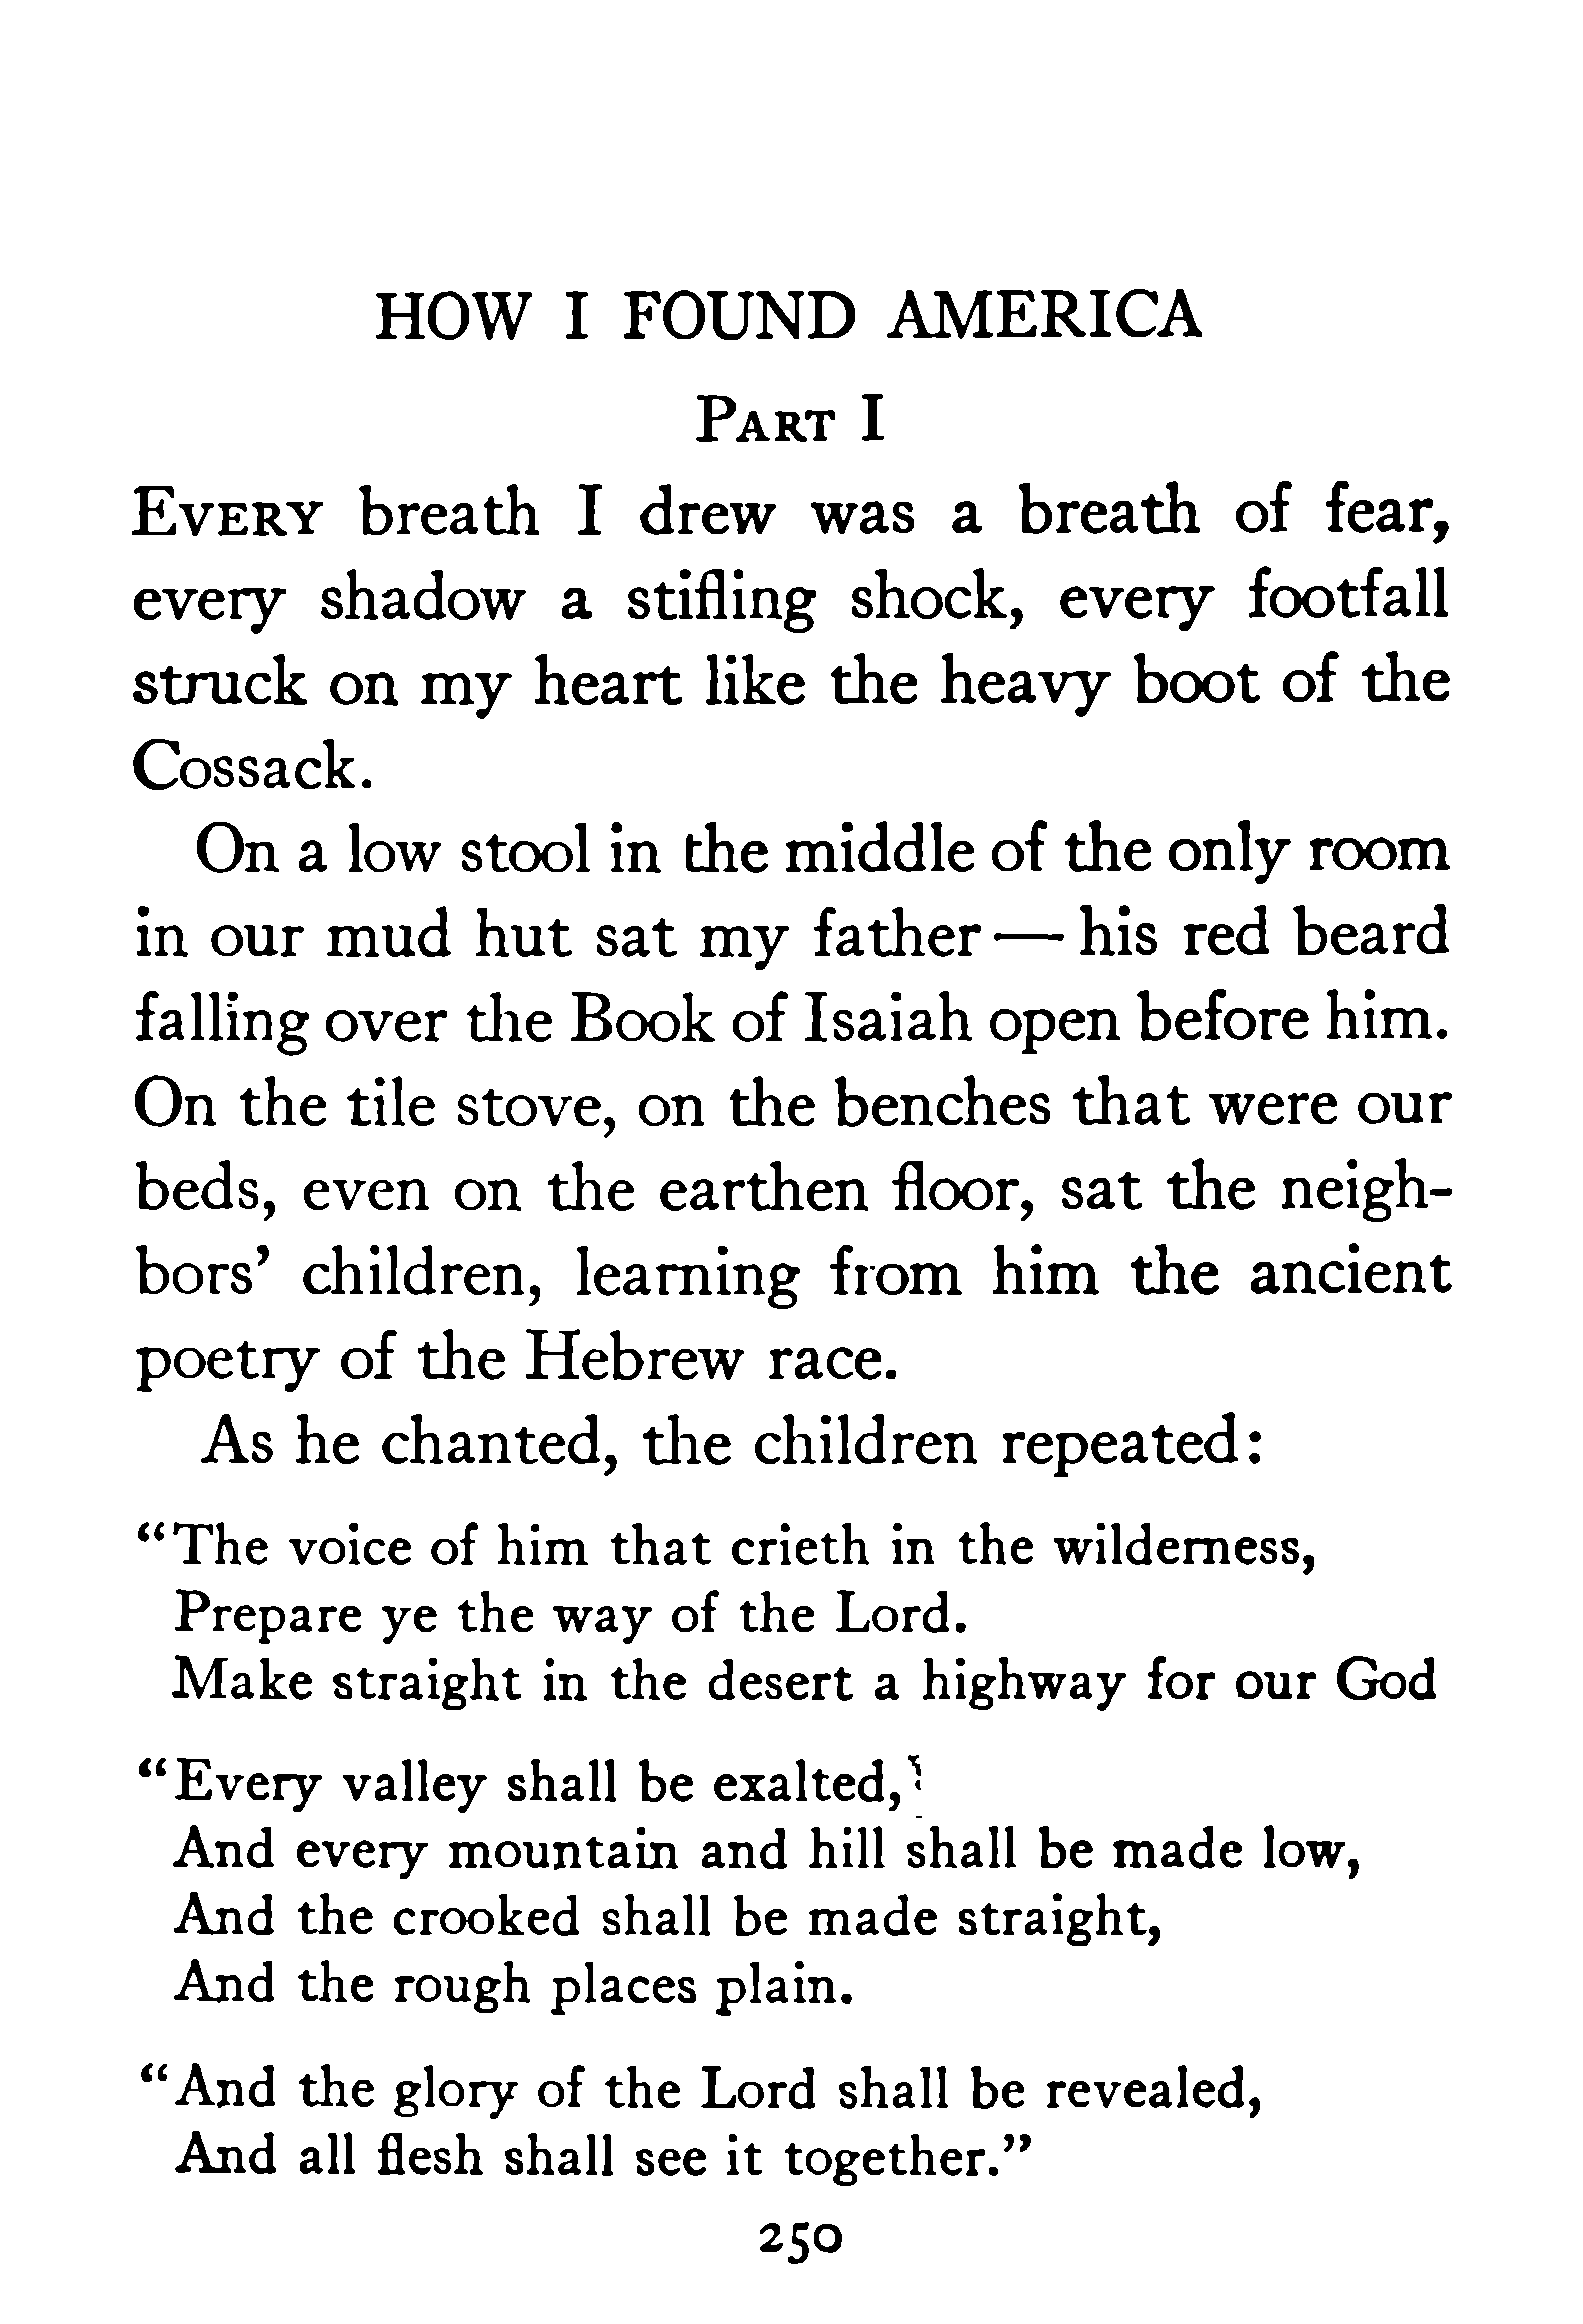 HOW I FOUND AMERICA
PART I
EVERY breath I drew was a breath of fear,
every shadow a stifling shock, every footfall
struck on my heart like the heavy boot of the
Cossack.
On a low stool in the middle of the only room
in our mud hut sat my father — his red beard
falling over the Book of Isaiah open before him.
On the tile stove, on the benches that were our
beds, even on the earthen floor, sat the neigh-
bors’ children, learning from him the ancient
poetry of the Hebrew race.
As he chanted, the children repeated:
“The voice of him that crieth in the wilderness,
Prepare ye the way of the Lord.
Make straight in the desert a highway for our God
“Every valley shall be exalted,
And every mountain and hill shall be made low,
And the crooked shall be made straight,
And the rough places plain.
“And the glory of the Lord shall be revealed,
And all flesh shall see it together.”
250